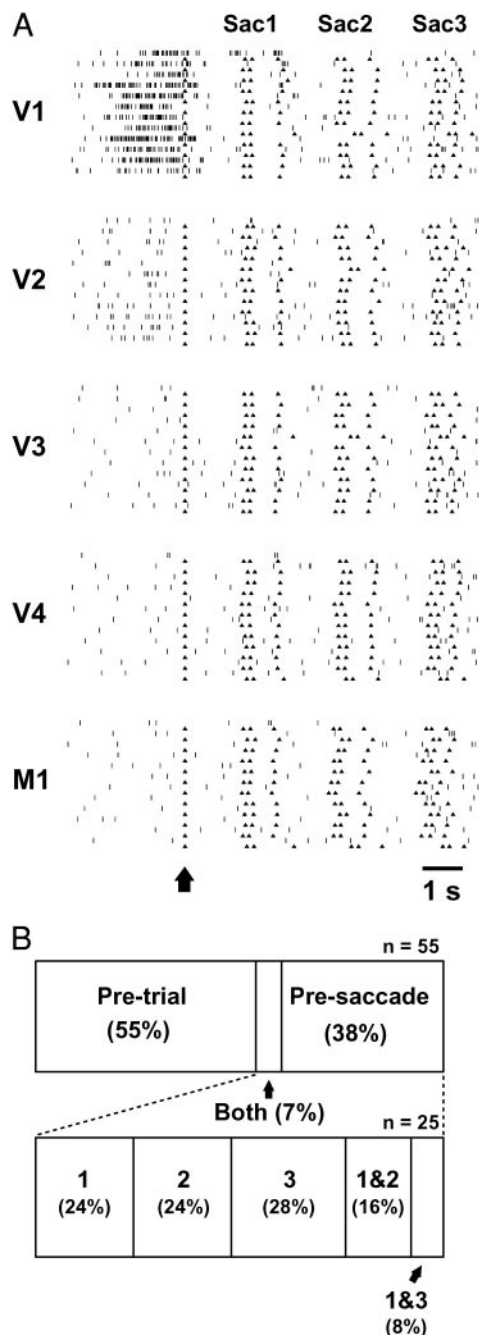 A
Sac1 Sac2 Sac3
V1
V2
V3
V4
M1
1 s
B
n = 55
Pre-trial
(55%)
Pre-saccade
(38%)
Both (7%)
n = 25
1
(24%)
2
(24%)
3
(28%)
1&2
(16%)
1&3
(8%)